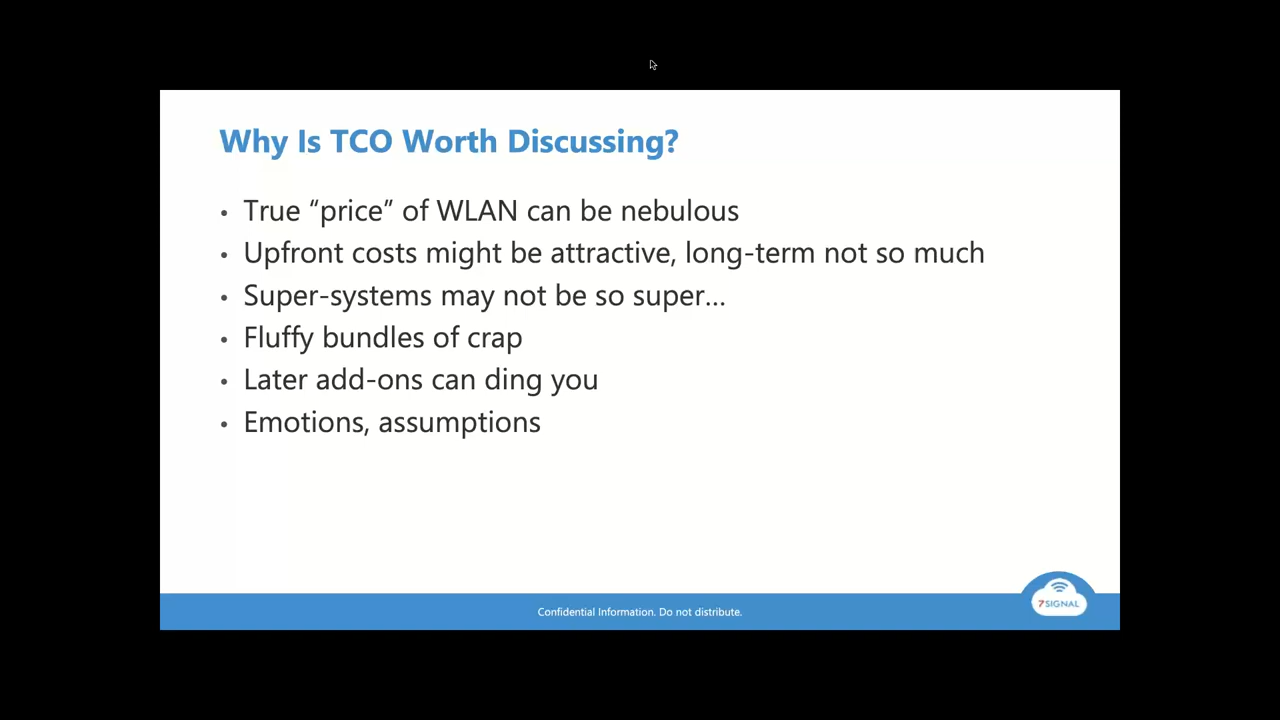 Why Is TCO Worth Discussing?
• True “price” of WLAN can be nebulous
• Upfront costs might be attractive, long-term not so much
• Super-systems may not be so super…
• Fluffy bundles of crap
• Later add-ons can ding you
• Emotions, assumptions
Confidential Information. Do not distribute.
7SIGNAL